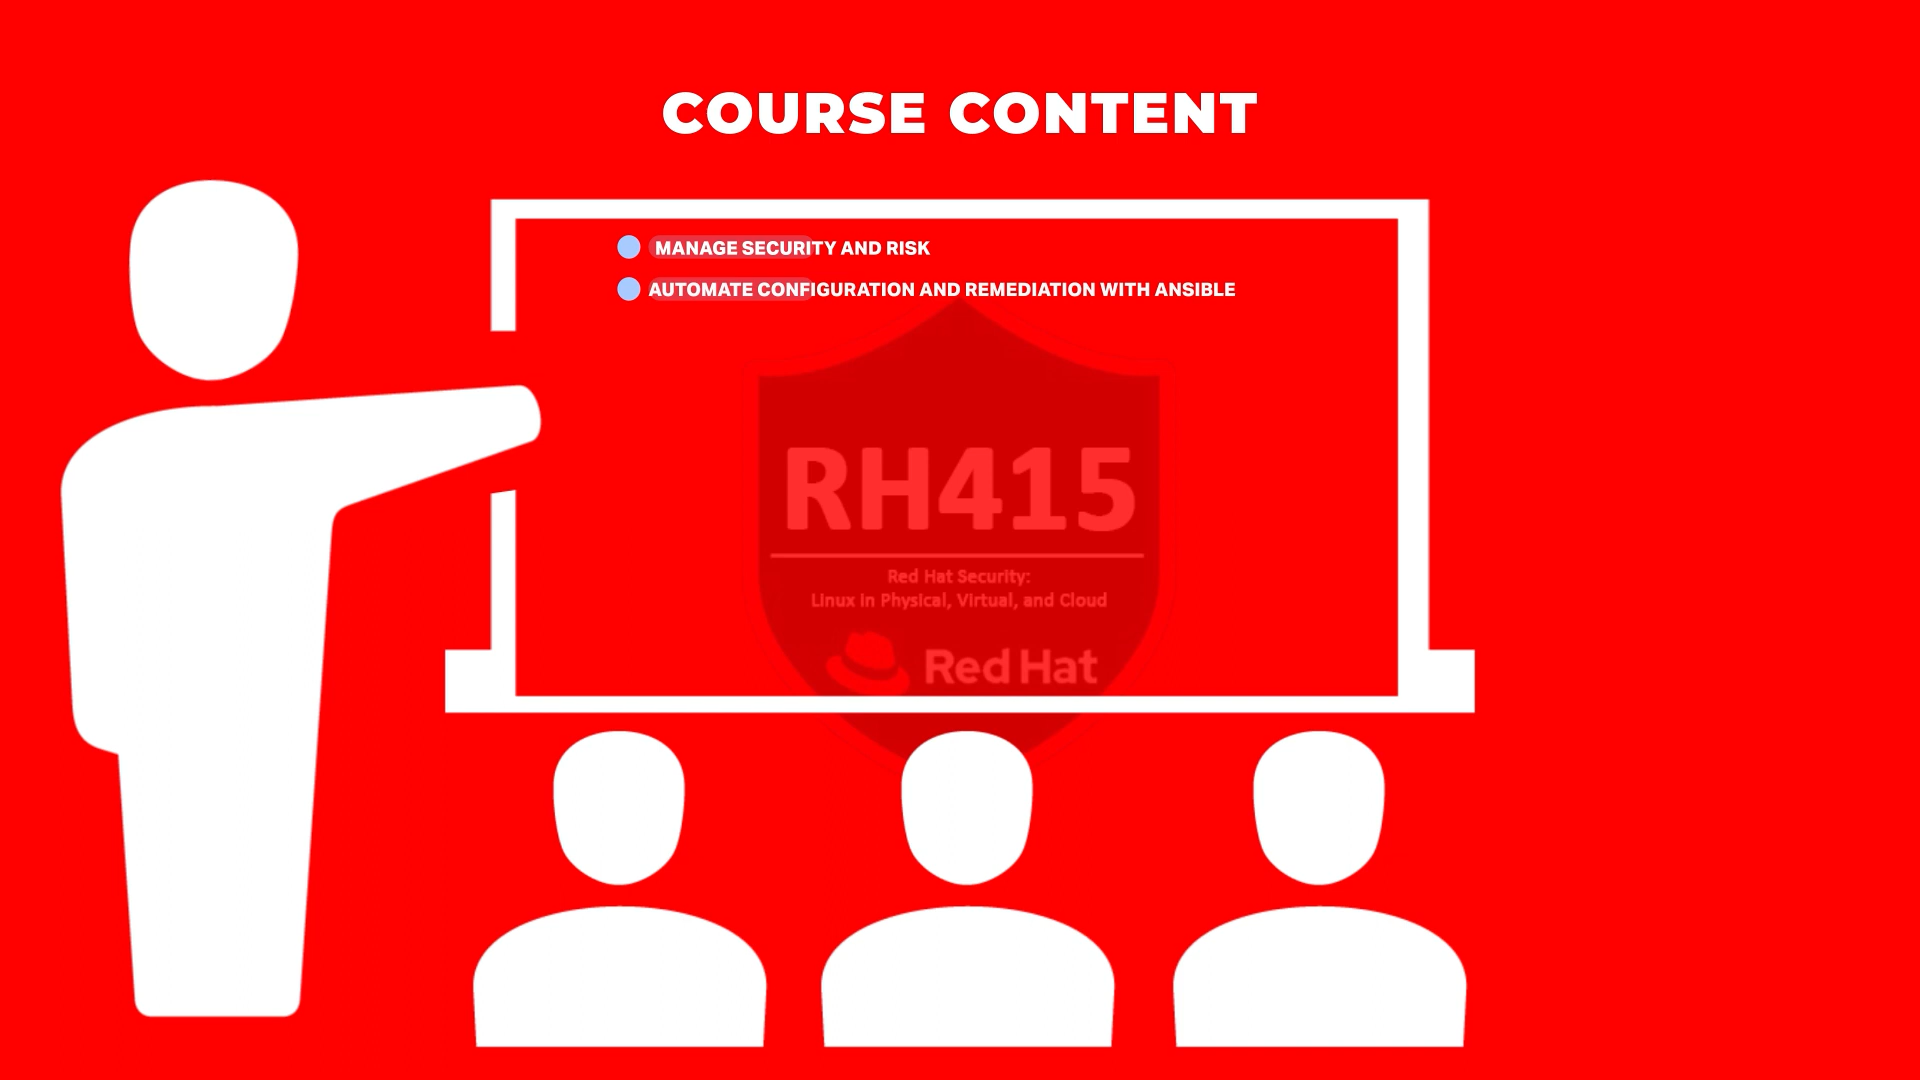 COURSE CONTENT
MANAGE SECURITY AND RISK
AUTOMATE CONFIGURATION AND REMEDIATION WITH ANSIBLE
RH415
Red Hat Security:
Linux in Physical, Virtual, and Cloud
Red Hat